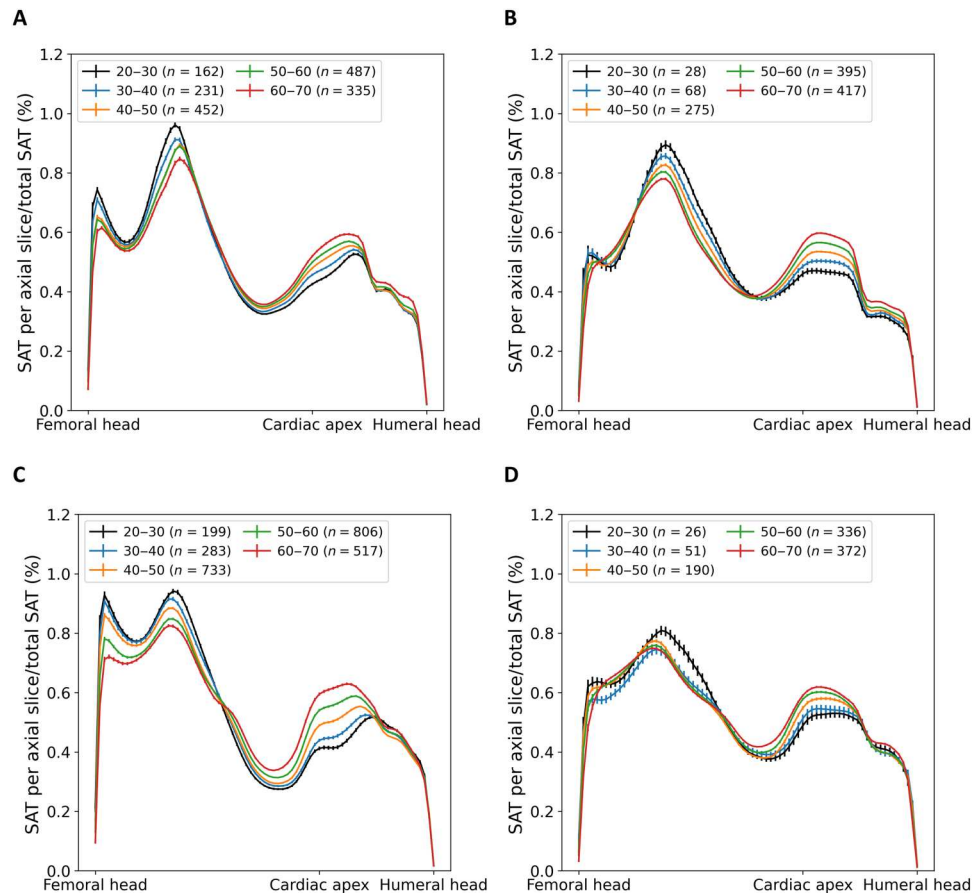 A
SAT per axial slice/total SAT (%)
1.2
1.0
0.8
0.6
0.4
0.2
0.0
20–30 (n = 162)
30–40 (n = 231)
40–50 (n = 452)
50–60 (n = 487)
60–70 (n = 335)
Femoral head
Cardiac apex
Humeral head
B
SAT per axial slice/total SAT (%)
1.2
1.0
0.8
0.6
0.4
0.2
0.0
20–30 (n = 28)
30–40 (n = 68)
40–50 (n = 275)
50–60 (n = 395)
60–70 (n = 417)
Femoral head
Cardiac apex
Humeral head
C
SAT per axial slice/total SAT (%)
1.2
1.0
0.8
0.6
0.4
0.2
0.0
20–30 (n = 199)
30–40 (n = 283)
40–50 (n = 733)
50–60 (n = 806)
60–70 (n = 517)
Femoral head
Cardiac apex
Humeral head
D
SAT per axial slice/total SAT (%)
1.2
1.0
0.8
0.6
0.4
0.2
0.0
20–30 (n = 26)
30–40 (n = 51)
40–50 (n = 190)
50–60 (n = 336)
60–70 (n = 372)
Femoral head
Cardiac apex
Humeral head